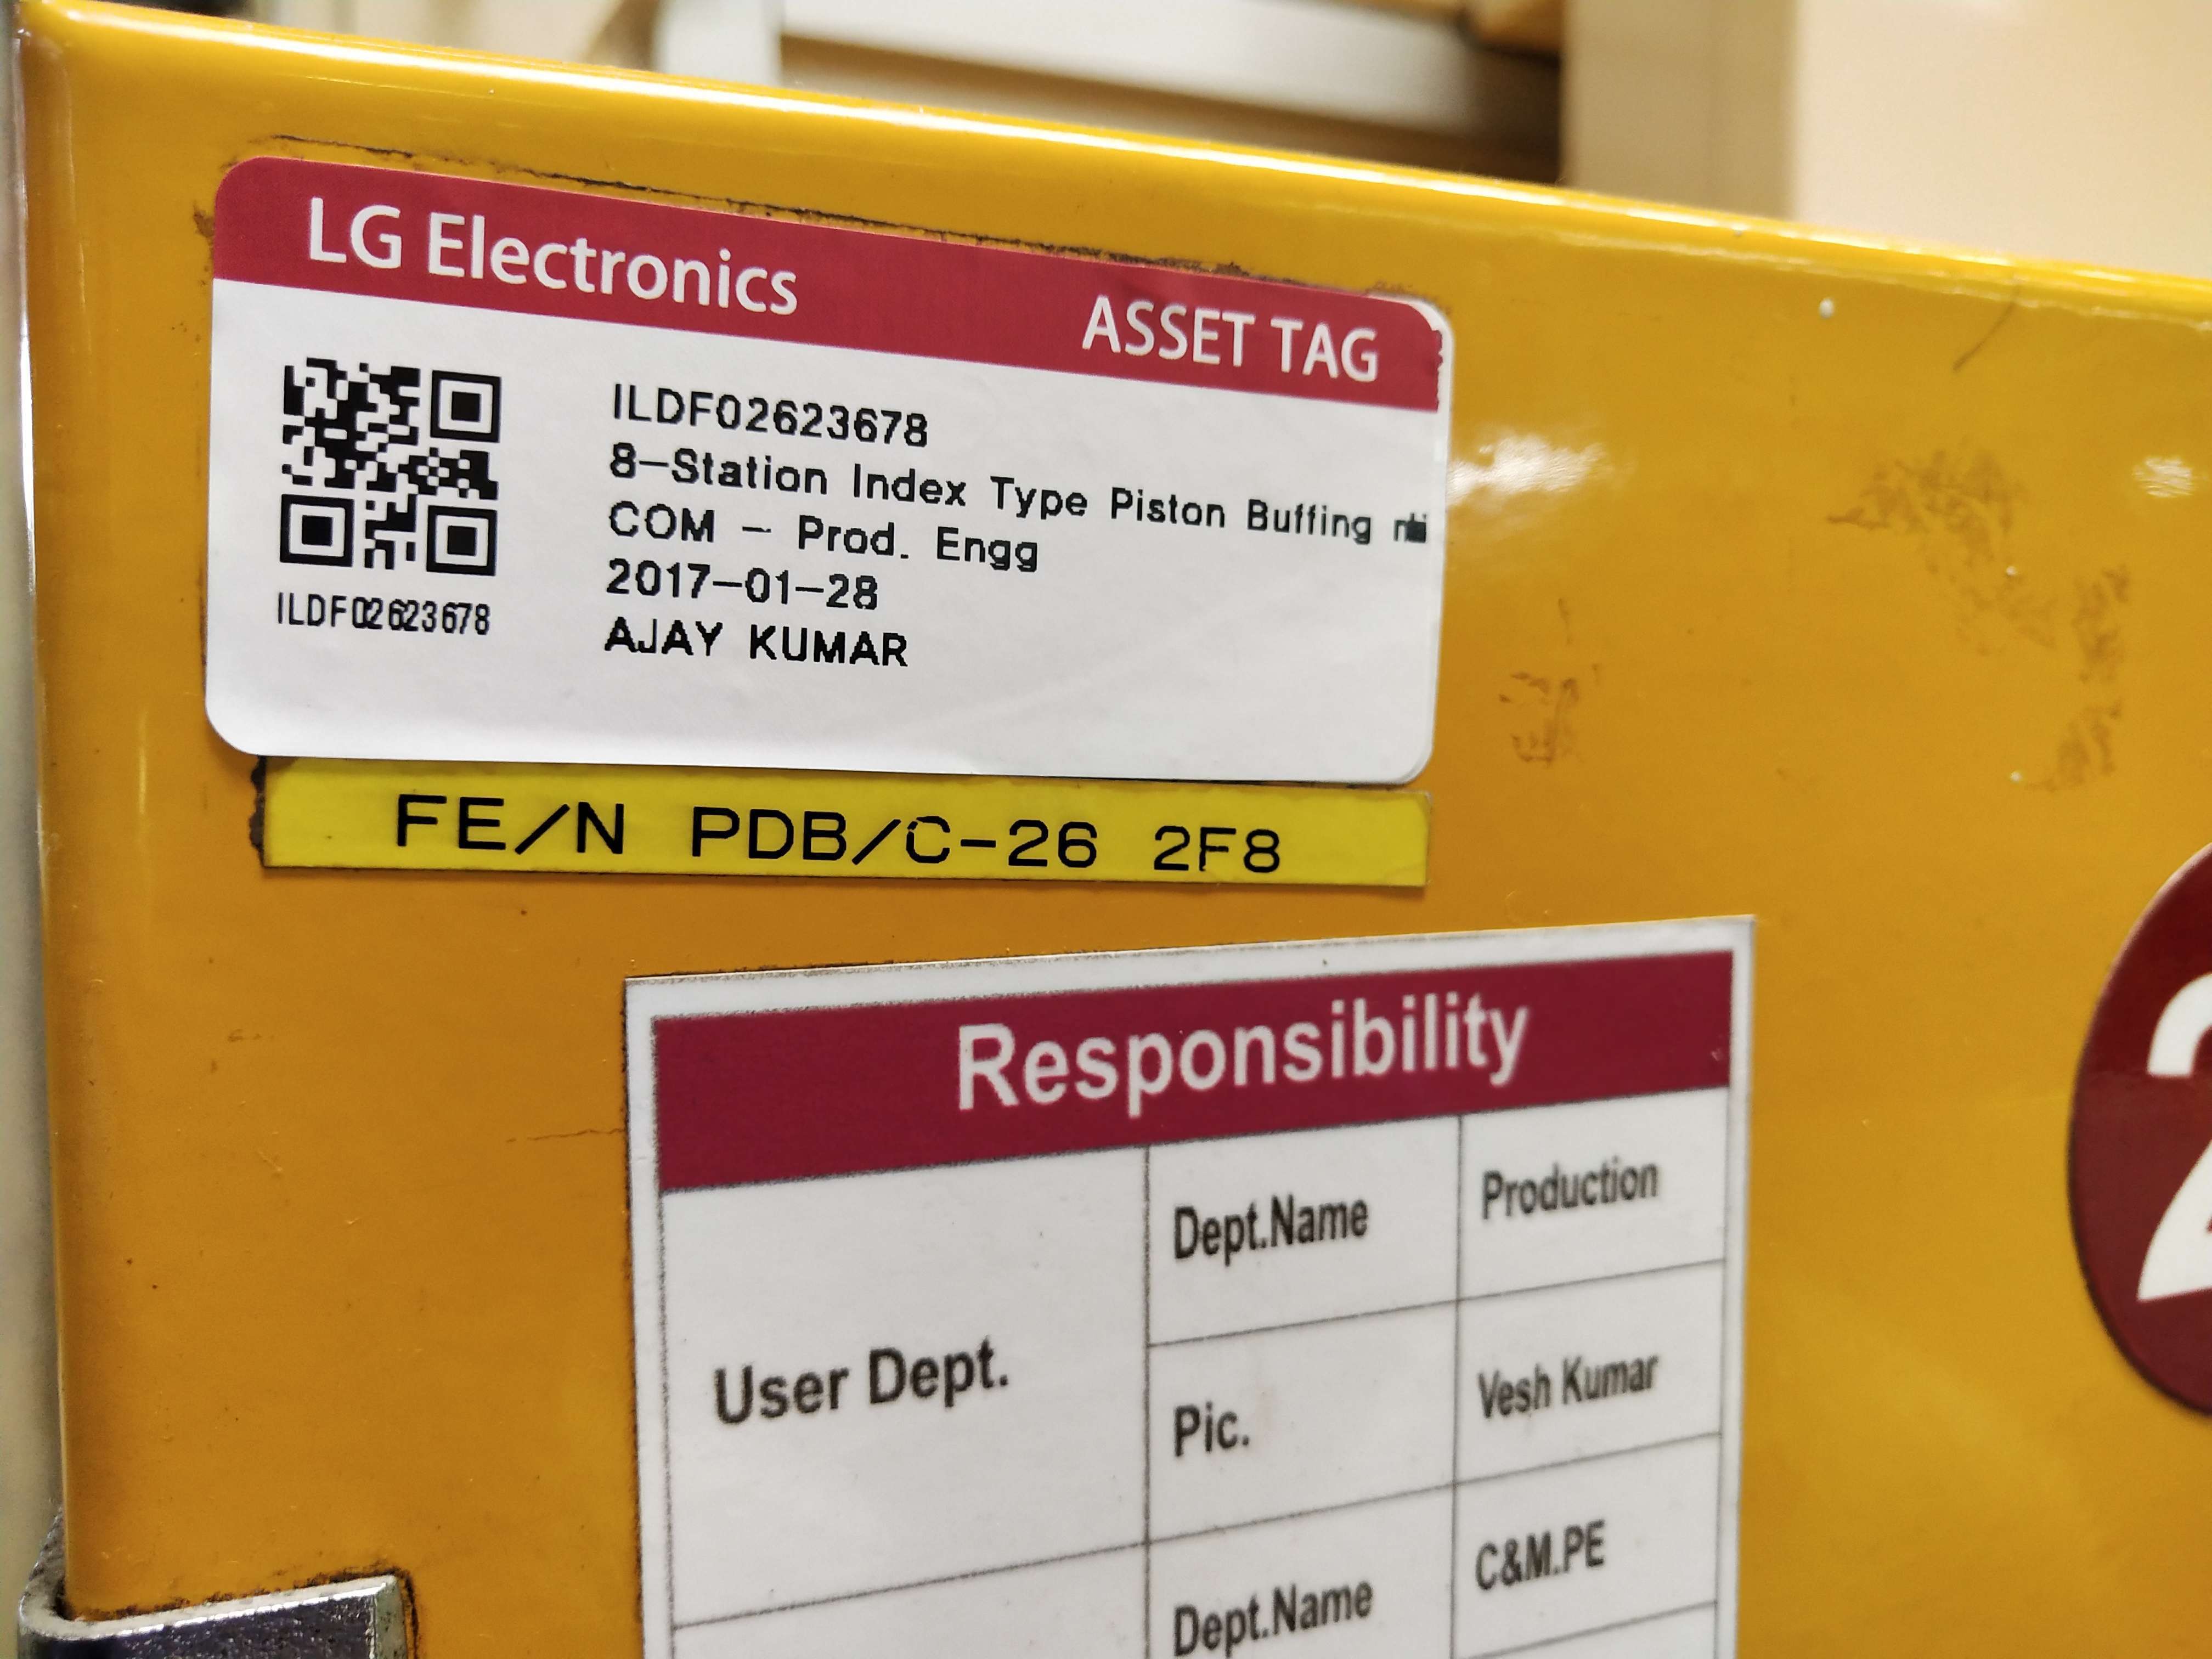 LG Electronics ASSET TAG
ILDF02623678
8-Station Index Type Piston Buffing
COM - Prod. Engg
2017-01-28
AJAY KUMAR
ILDF02623678
FE/N PDB/C-26 2F8
Responsibility
User Dept.
Dept.Name Production
Pic. Vesh Kumar
Dept.Name C&M.PE